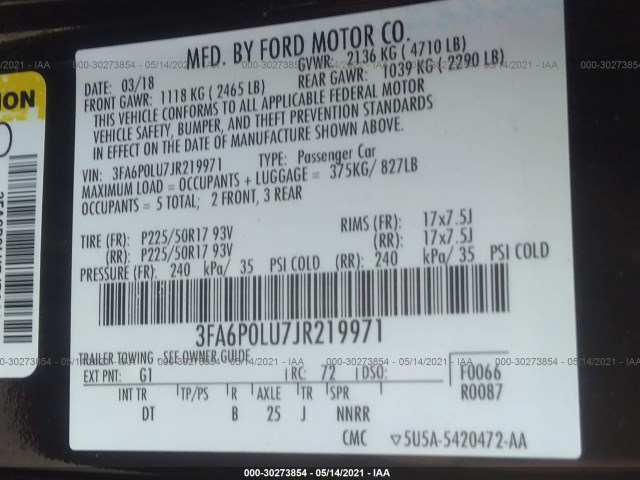 000-30273854 - 05/14/2021 - IAA
MFD. BY FORD MOTOR CO.
DATE: 03/18 GVWR: 2136 KG ( 4710 LB)
FRONT GAWR: 1118 KG ( 2465 LB) REAR GAWR: 1039 KG ( 2290 LB)
THIS VEHICLE CONFORMS TO ALL APPLICABLE FEDERAL MOTOR
VEHICLE SAFETY, BUMPER, AND THEFT PREVENTION STANDARDS
IN EFFECT ON THE DATE OF MANUFACTURE SHOWN ABOVE.
VIN: 3FA6P0LU7JR219971 TYPE: Passenger Car
MAXIMUM LOAD = OCCUPANTS + LUGGAGE = 375KG/ 827LB
OCCUPANTS = 5 TOTAL; 2 FRONT, 3 REAR
TIRE (FR): P225/50R17 93V RIMS (FR): 17x7.5J
(RR): P225/50R17 93V (RR): 17x7.5J
PRESSURE (FR): 240 kPa/ 35 PSI COLD (RR): 240 kPa/ 35 PSI COLD
3FA6P0LU7JR219971
TRAILER TOWING - SEE OWNER GUIDE
EXT PNT: G1 RC: 72 DSO: F0066
R0087
INT TR TP/PS R AXLE TR SPR
DT B 25 J NNRR
CMC 5U5A-5420472-AA
000-30273854 - 05/14/2021 - IAA